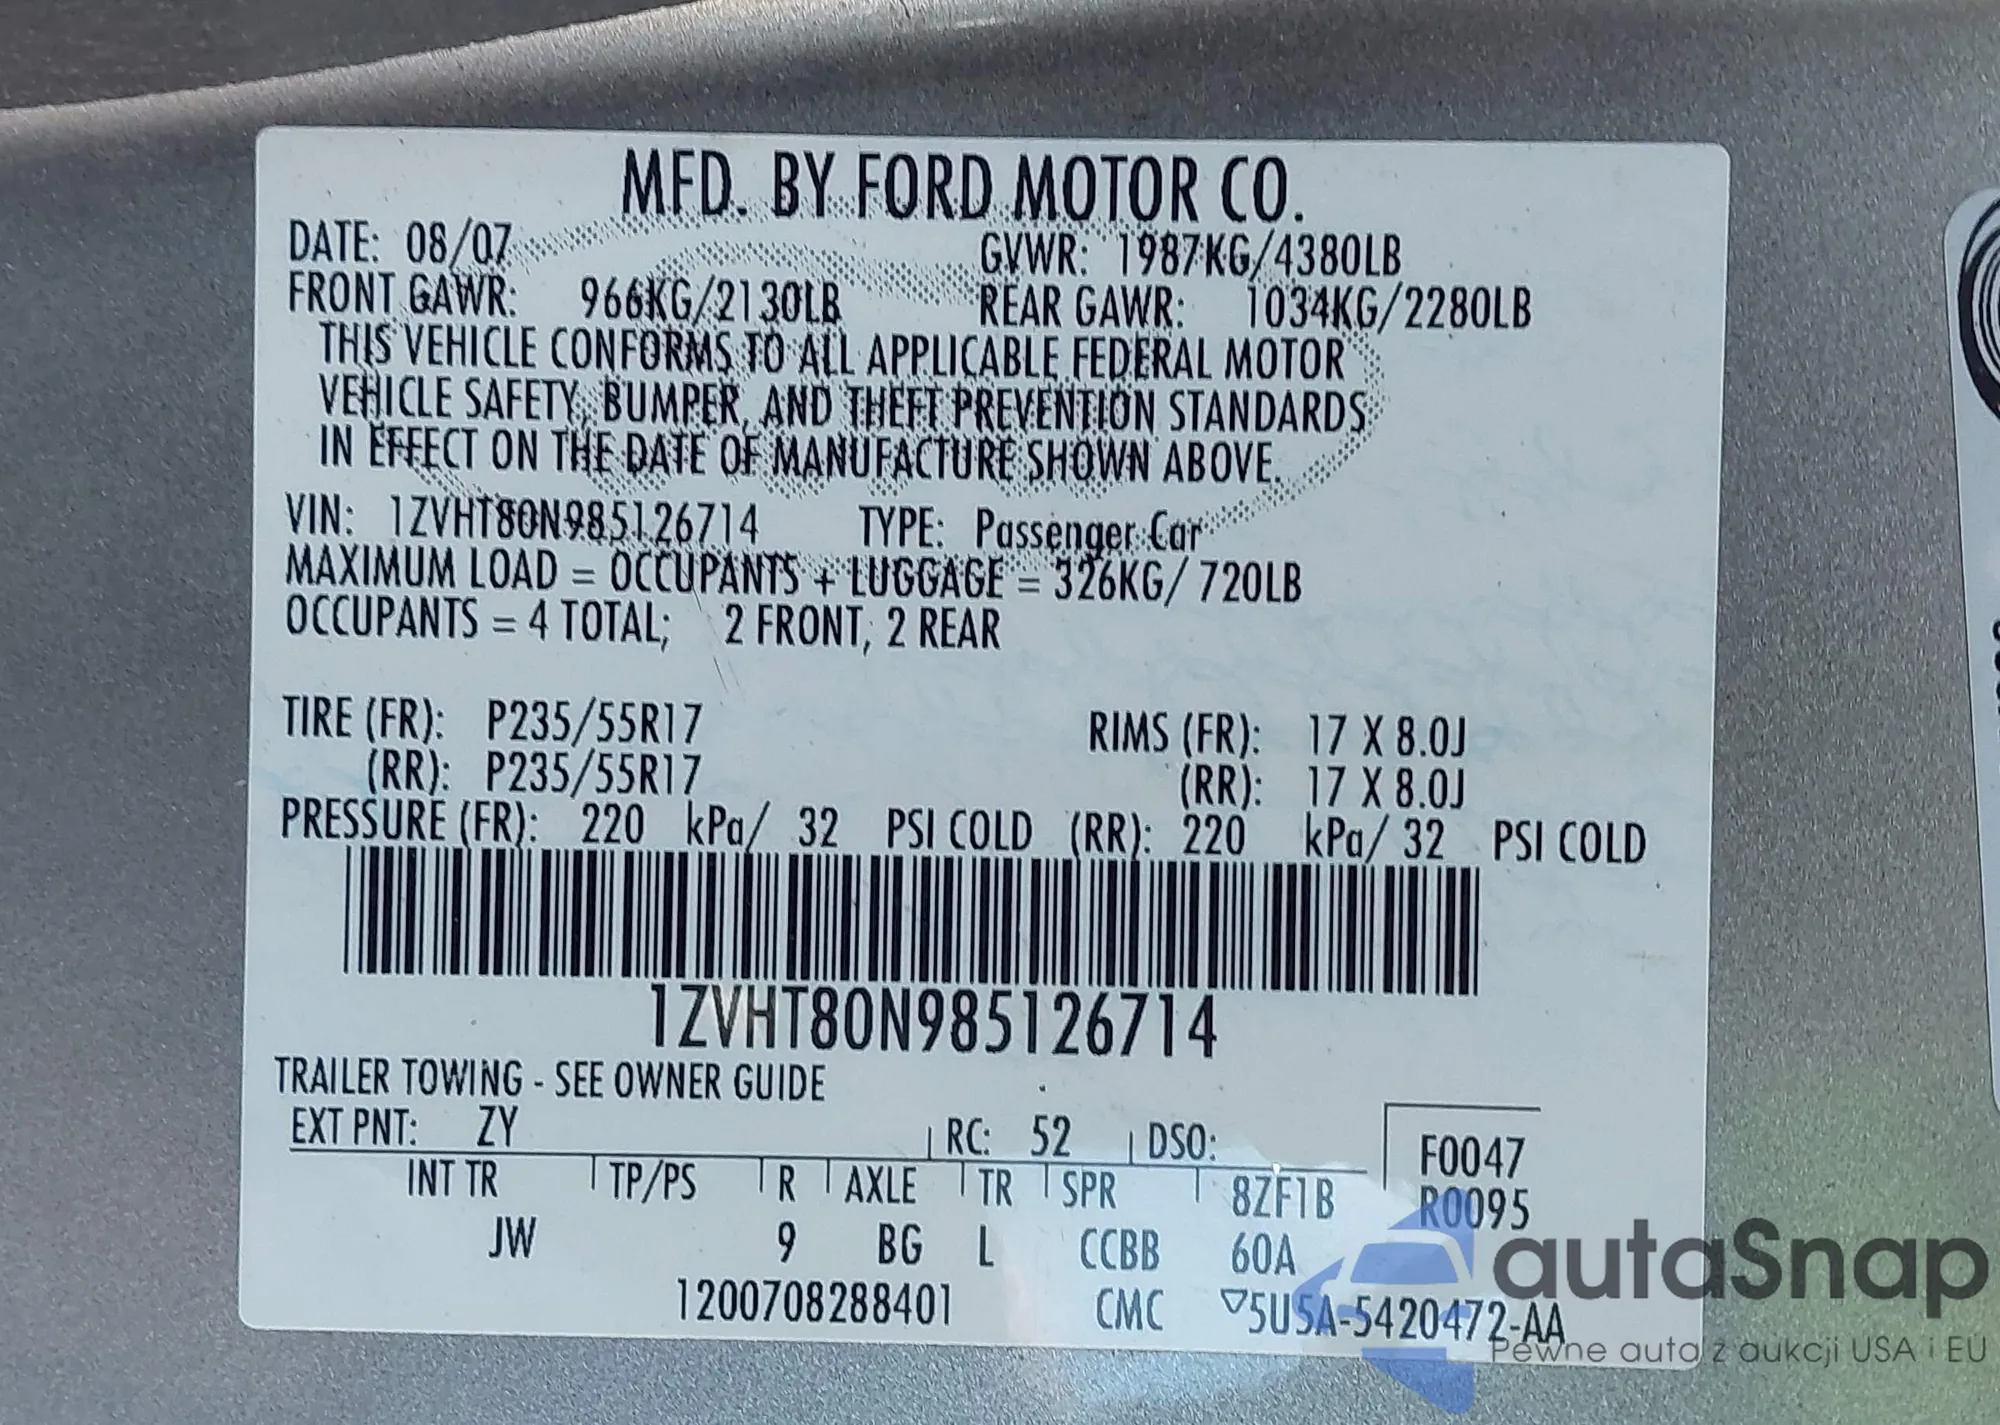 MFD. BY FORD MOTOR CO.
DATE: 08/07 GVWR: 1987KG/4380LB
FRONT GAWR: 966KG/2130LB REAR GAWR: 1034KG/2280LB
THIS VEHICLE CONFORMS TO ALL APPLICABLE FEDERAL MOTOR
VEHICLE SAFETY, BUMPER, AND THEFT PREVENTION STANDARDS
IN EFFECT ON THE DATE OF MANUFACTURE SHOWN ABOVE.
VIN: 1ZVHT80N985126714 TYPE: Passenger Car
MAXIMUM LOAD = OCCUPANTS + LUGGAGE = 326KG/ 720LB
OCCUPANTS = 4 TOTAL; 2 FRONT, 2 REAR
TIRE (FR): P235/55R17 RIMS (FR): 17 X 8.0J
(RR): P235/55R17 (RR): 17 X 8.0J
PRESSURE (FR): 220 kPa/ 32 PSI COLD (RR): 220 kPa/ 32 PSI COLD
1ZVHT80N985126714
TRAILER TOWING - SEE OWNER GUIDE
EXT PNT: ZY RC: 52 DSO: F0047
INT TR TP/PS R AXLE TR SPR 8ZF1B R0095
JW 9 BG L CCBB 60A
1200708288401 CMC ▽5U5A-5420472-AA
autaSnap
Pewne auta z aukcji USA i EU